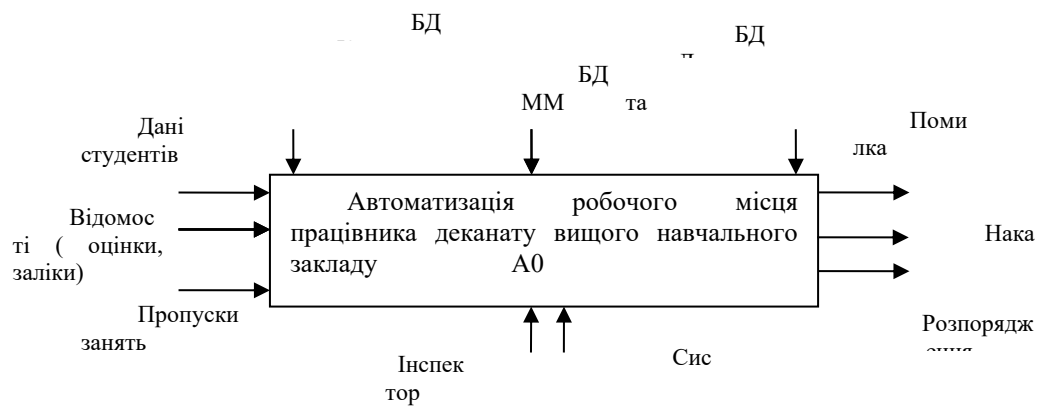 БД
БД
БД
ММ та
Дані
студентів
Поми
лка
Автоматизація робочого місця
працівника деканату вищого навчального
закладу А0
Відомос
ті ( оцінки,
заліки)
Нака
Пропуски
занять
Розпорядж
Інспек
тор
Сис